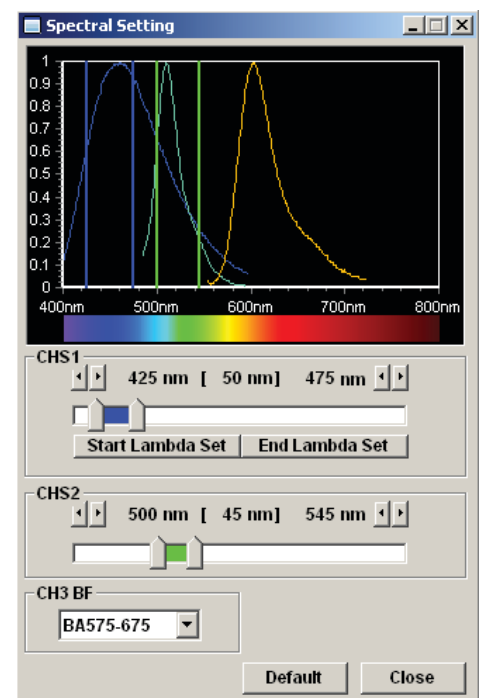 Spectral Setting
1
0.9
0.8
0.7
0.6
0.5
0.4
0.3
0.2
0.1
0
400nm 500nm 600nm 700nm 800nm
CHS1
425 nm [ 50 nm] 475 nm
Start Lambda Set End Lambda Set
CHS2
500 nm [ 45 nm] 545 nm
CH3 BF
BA575-675
Default Close